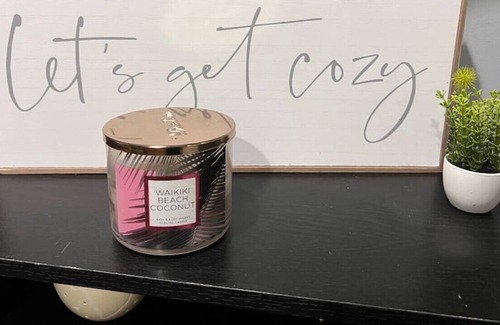 let's get cozy
WAIKIKI
BEACH
COCONUT